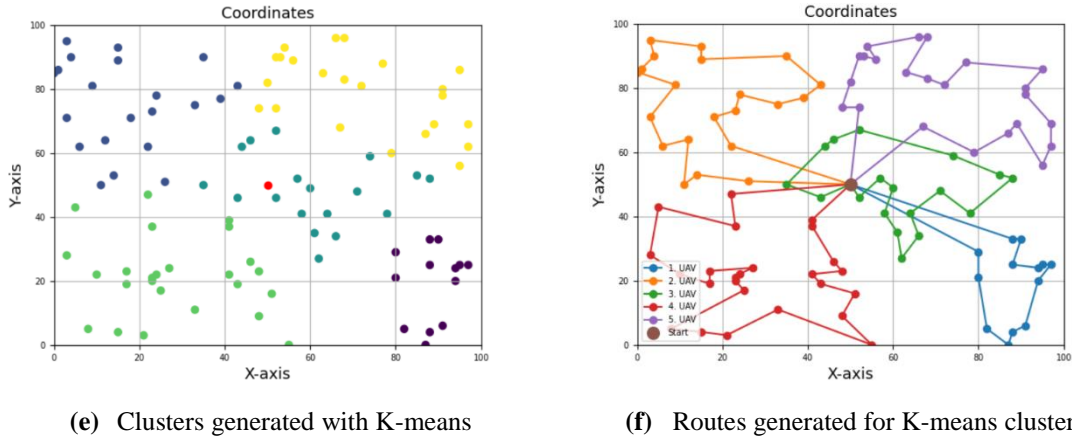 Coordinates
100
80
60
40
20
0
Y-axis
0 20 40 60 80 100
X-axis
(e) Clusters generated with K-means
Coordinates
100
80
60
40
20
0
Y-axis
1. UAV
2. UAV
3. UAV
4. UAV
5. UAV
Start
0 20 40 60 80 100
X-axis
(f) Routes generated for K-means cluster